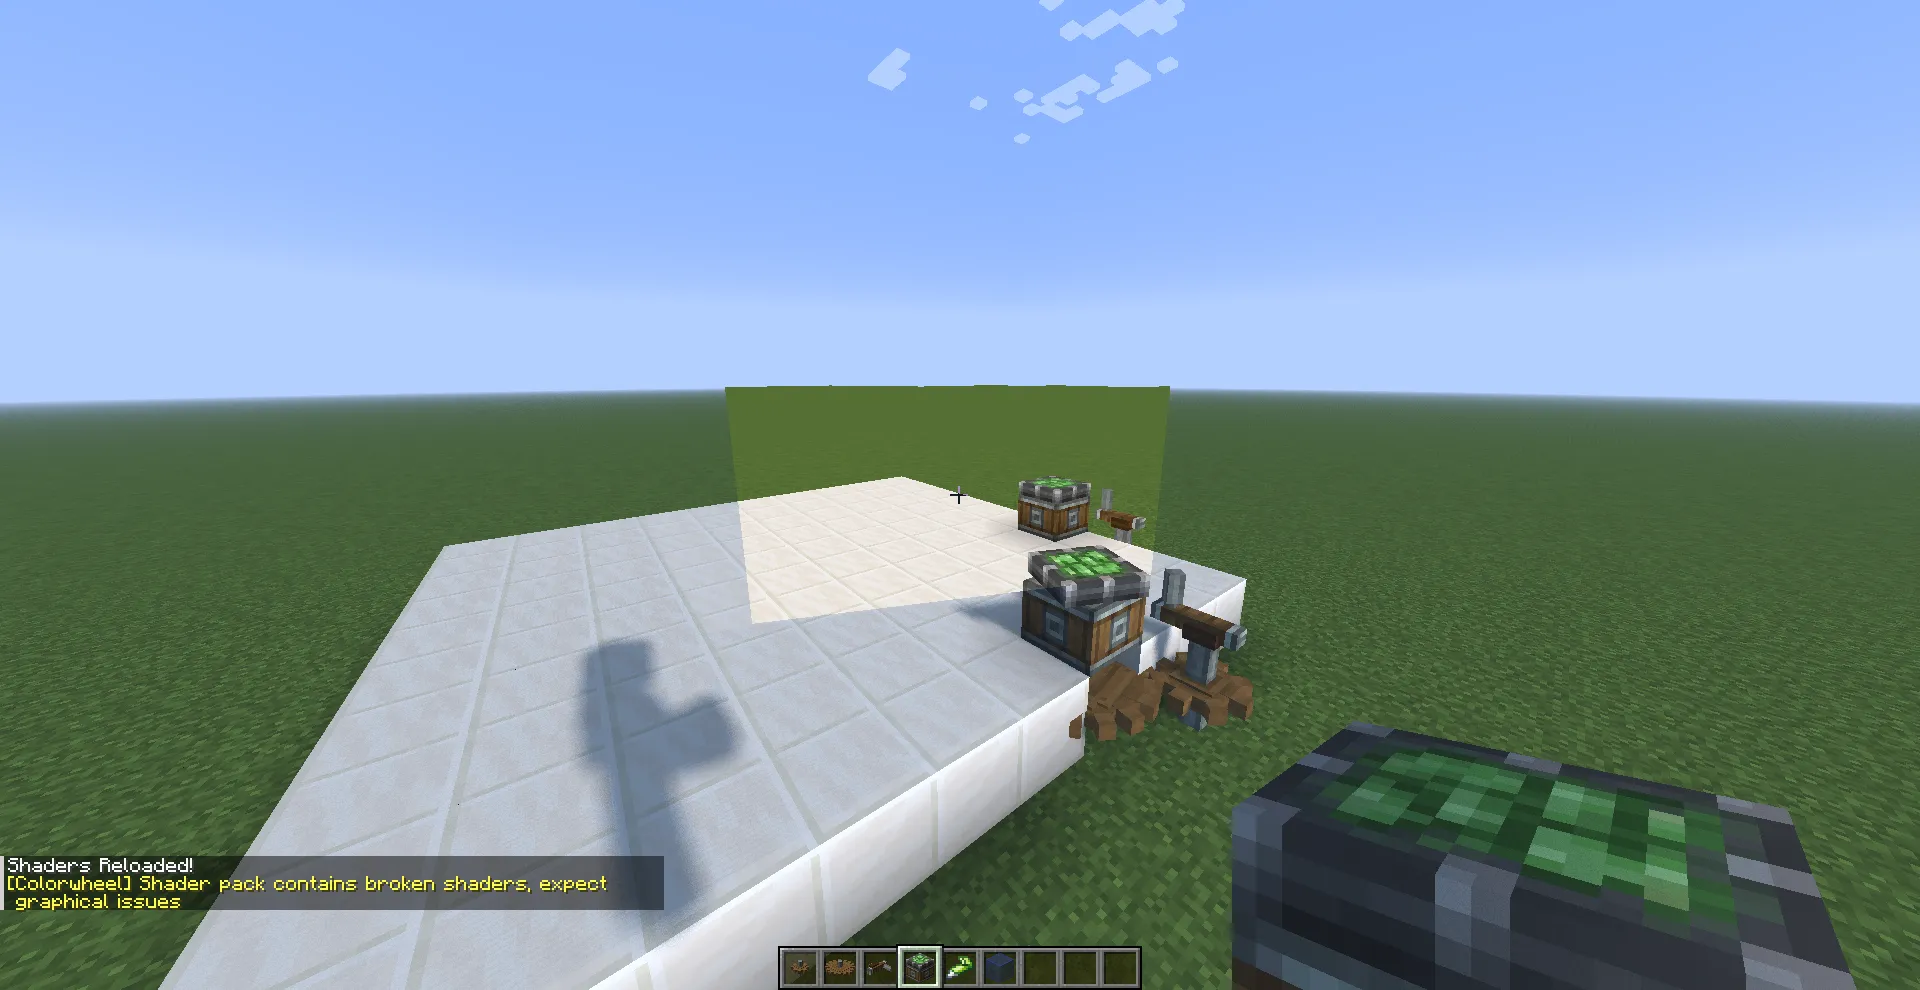 Shaders Reloaded!
[Colorwheel] Shader pack contains broken shaders, expect
graphical issues